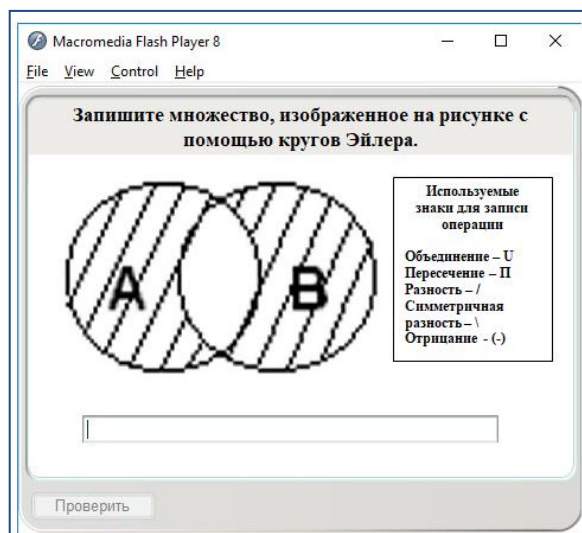 Macromedia Flash Player 8
File View Control Help
Запишите множество, изображенное на рисунке с
помощью кругов Эйлера.
A B
Используемые
знаки для записи
операции
Объединение – U
Пересечение – П
Разность – /
Симметричная
разность – \
Отрицание - (-)
Проверить